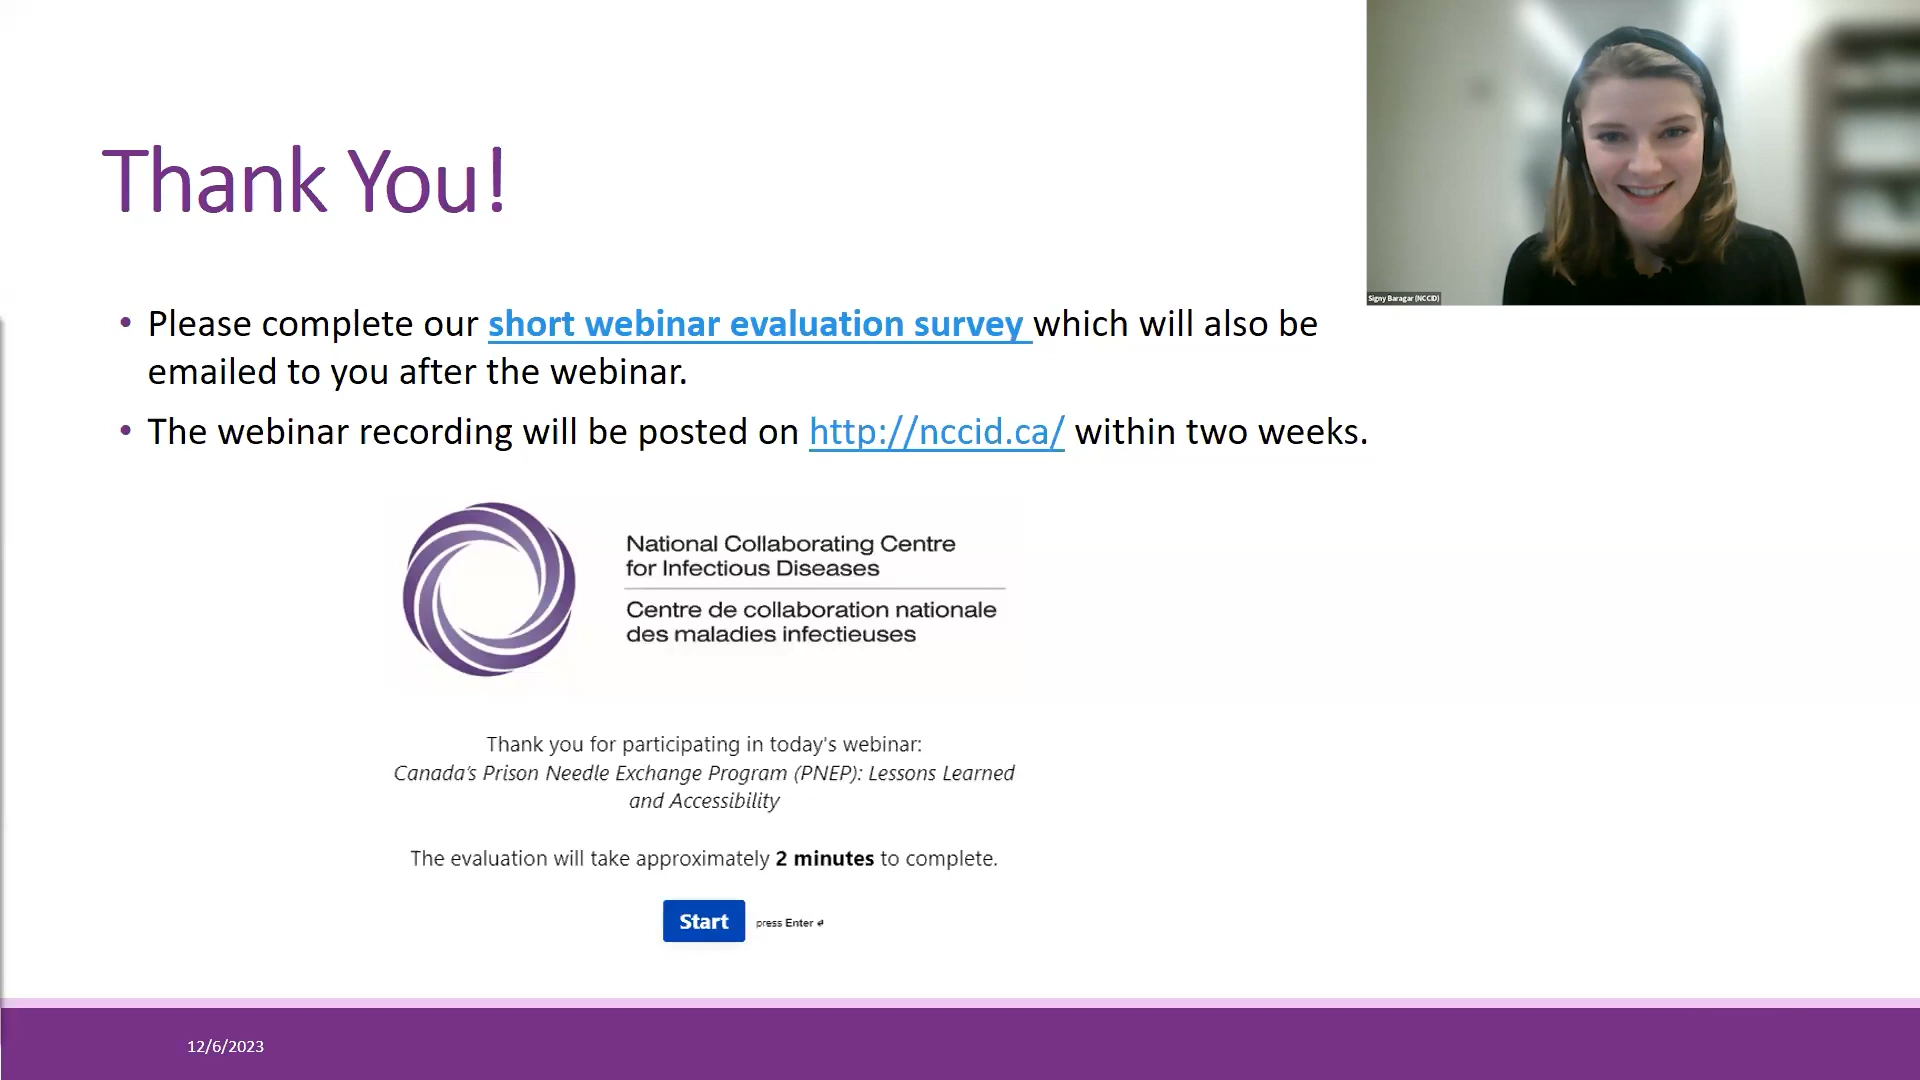 Thank You!
Signy Baragar (NCCID)
• Please complete our short webinar evaluation survey which will also be
emailed to you after the webinar.
• The webinar recording will be posted on http://nccid.ca/ within two weeks.
National Collaborating Centre
for Infectious Diseases
Centre de collaboration nationale
des maladies infectieuses
Thank you for participating in today's webinar:
Canada's Prison Needle Exchange Program (PNEP): Lessons Learned
and Accessibility
The evaluation will take approximately 2 minutes to complete.
Start press Enter ↵
12/6/2023